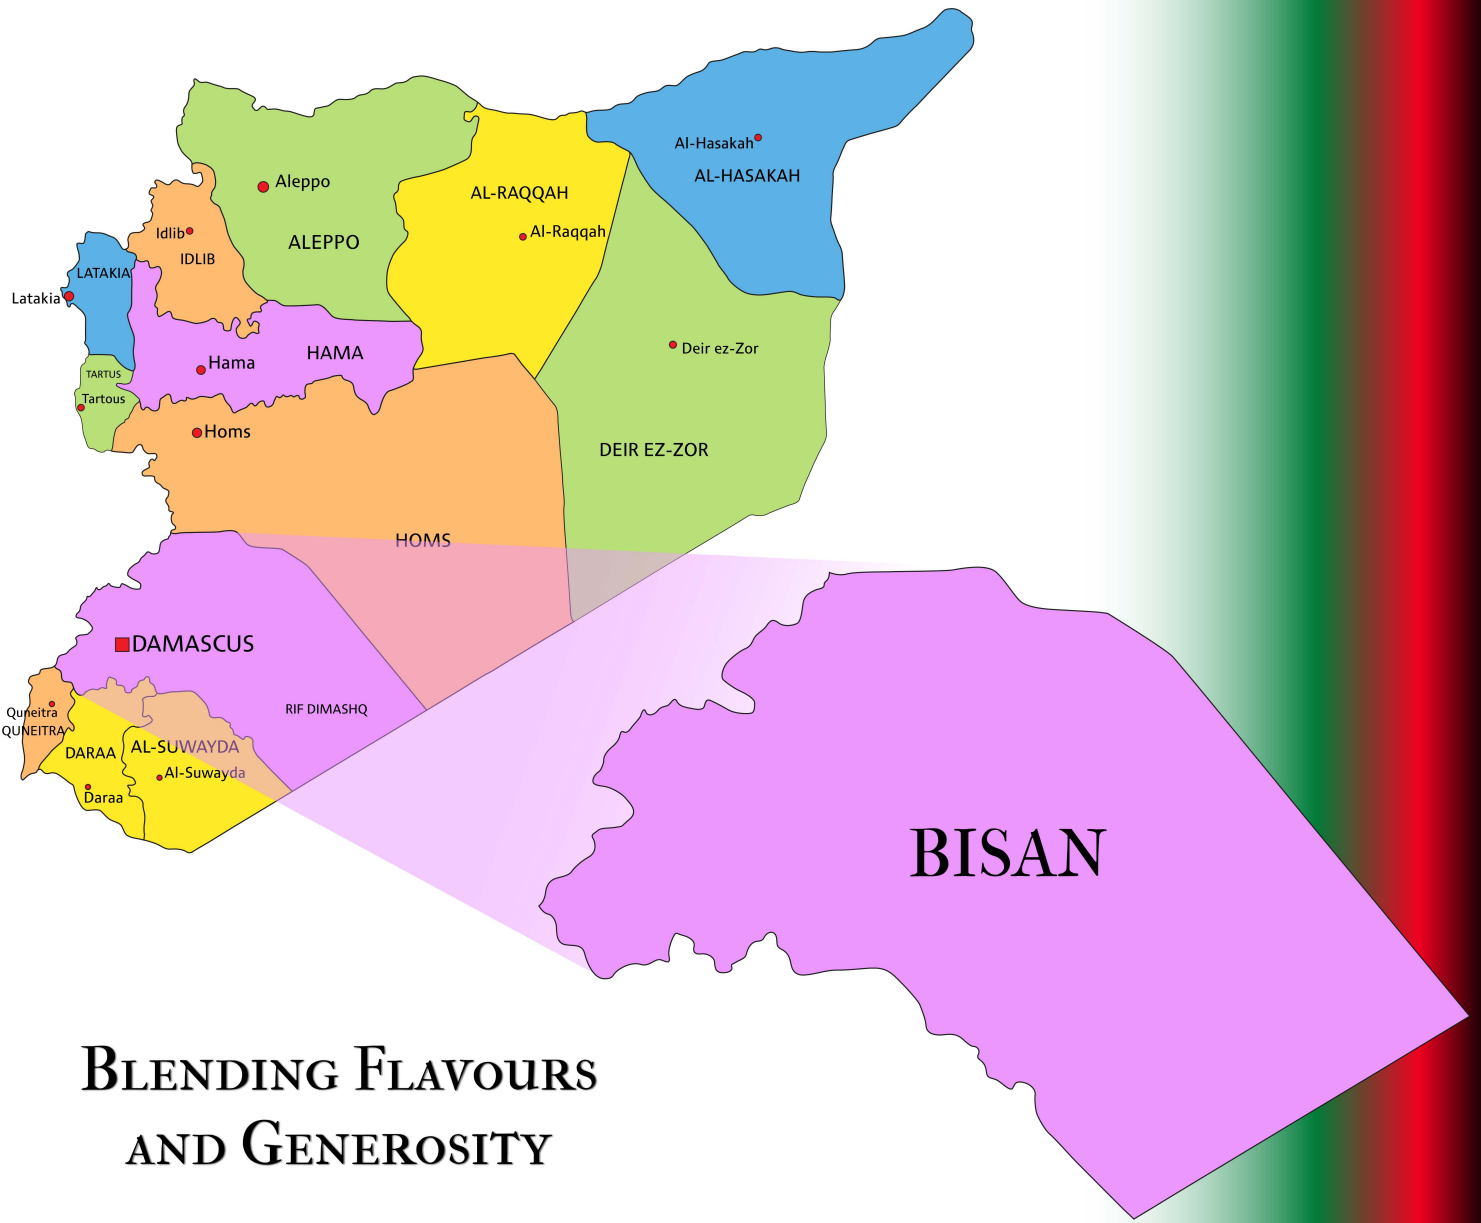 Al-Hasakah
AL-HASAKAH
Aleppo
AL-RAQQAH
Al-Raqqah
Idlib
ALEPPO
IDLIB
LATAKIA
Latakia
Deir ez-Zor
HAMA
Hama
TARTUS
Tartous
Homs
DEIR EZ-ZOR
HOMS
DAMASCUS
RIF DIMASHQ
Quneitra
QUNEITRA
DARAA
AL-SUWAYDA
Al-Suwayda
Daraa
BISAN
Blending Flavours
and Generosity